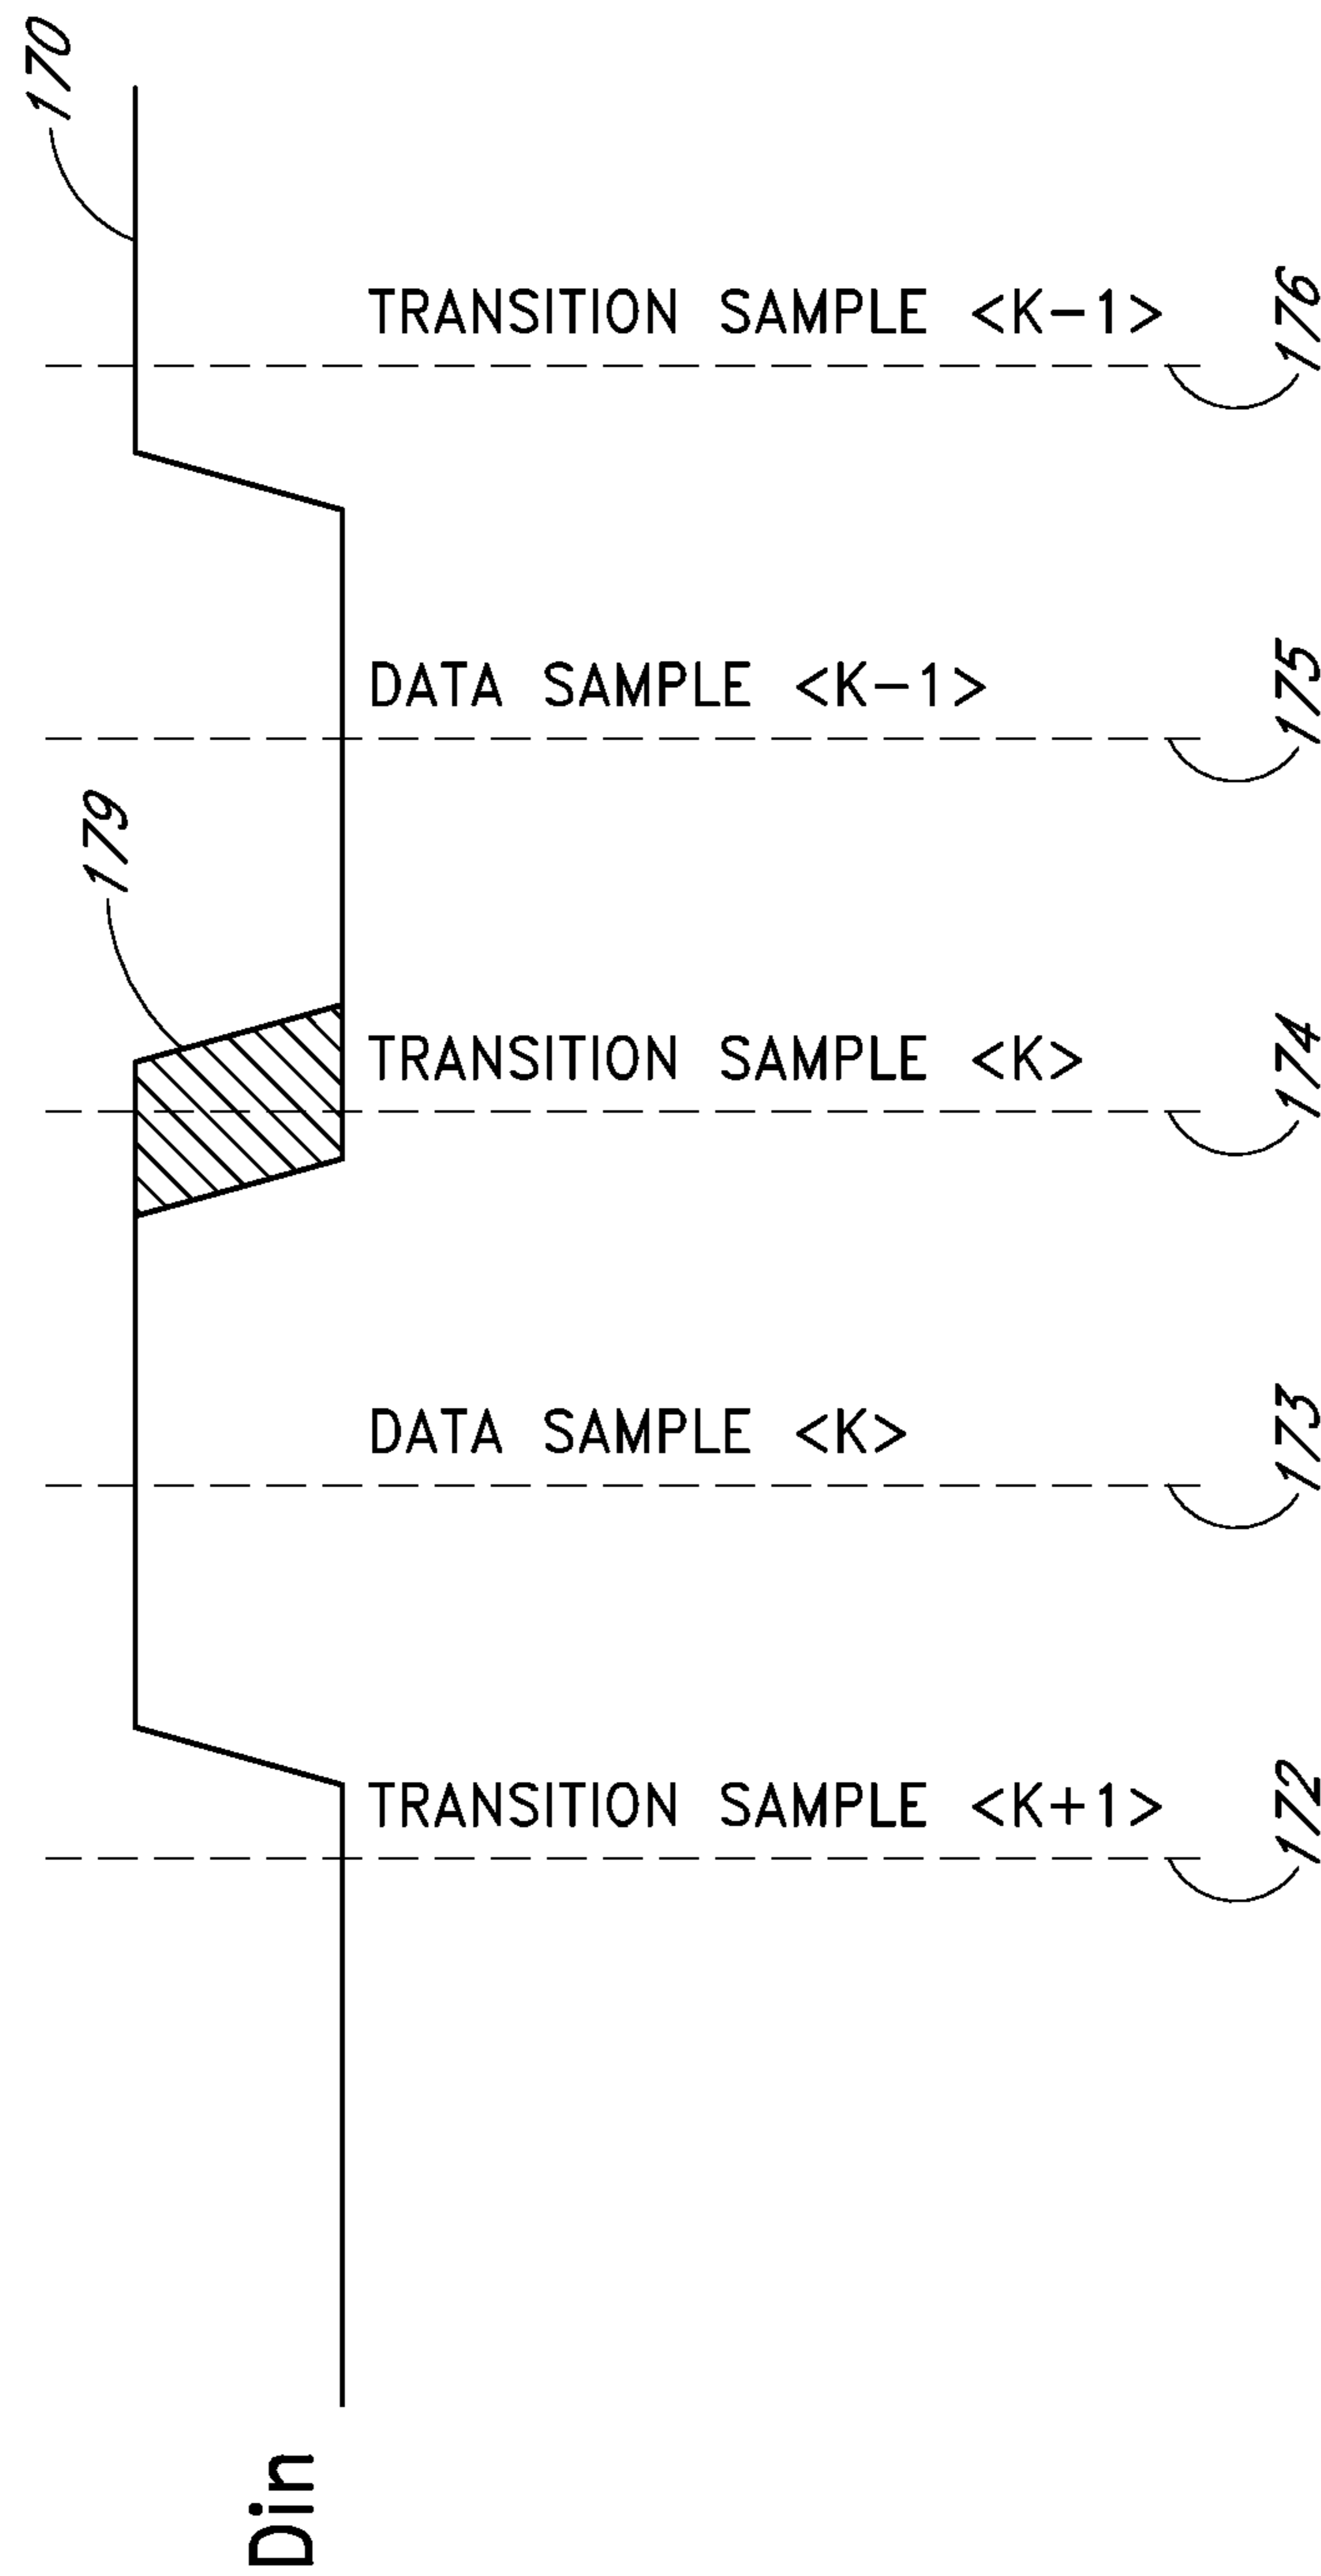 170
TRANSITION SAMPLE <K-1>
176
DATA SAMPLE <K-1>
175
179
TRANSITION SAMPLE <K>
174
DATA SAMPLE <K>
173
TRANSITION SAMPLE <K+1>
172
Din